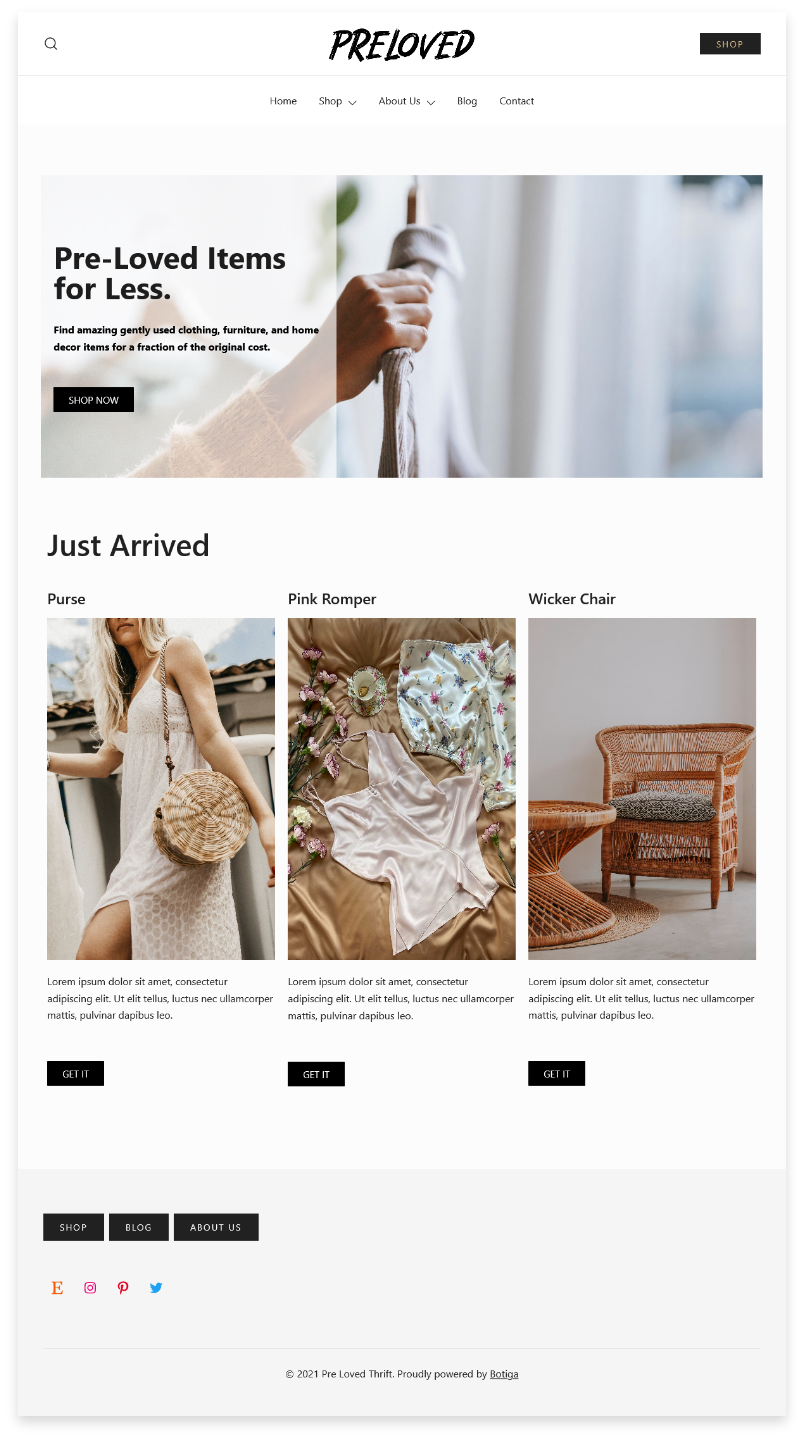 PRELOVED
SHOP
Home Shop About Us Blog Contact
Pre-Loved Items
for Less.
Find amazing gently used clothing, furniture, and home
decor items for a fraction of the original cost.
SHOP NOW
Just Arrived
Purse
Pink Romper
Wicker Chair
Lorem ipsum dolor sit amet, consectetur
adipiscing elit. Ut elit tellus, luctus nec ullamcorper
mattis, pulvinar dapibus leo.
Lorem ipsum dolor sit amet, consectetur
adipiscing elit. Ut elit tellus, luctus nec ullamcorper
mattis, pulvinar dapibus leo.
Lorem ipsum dolor sit amet, consectetur
adipiscing elit. Ut elit tellus, luctus nec ullamcorper
mattis, pulvinar dapibus leo.
GET IT
GET IT
GET IT
SHOP BLOG ABOUT US
E
© 2021 Pre Loved Thrift. Proudly powered by Botiga